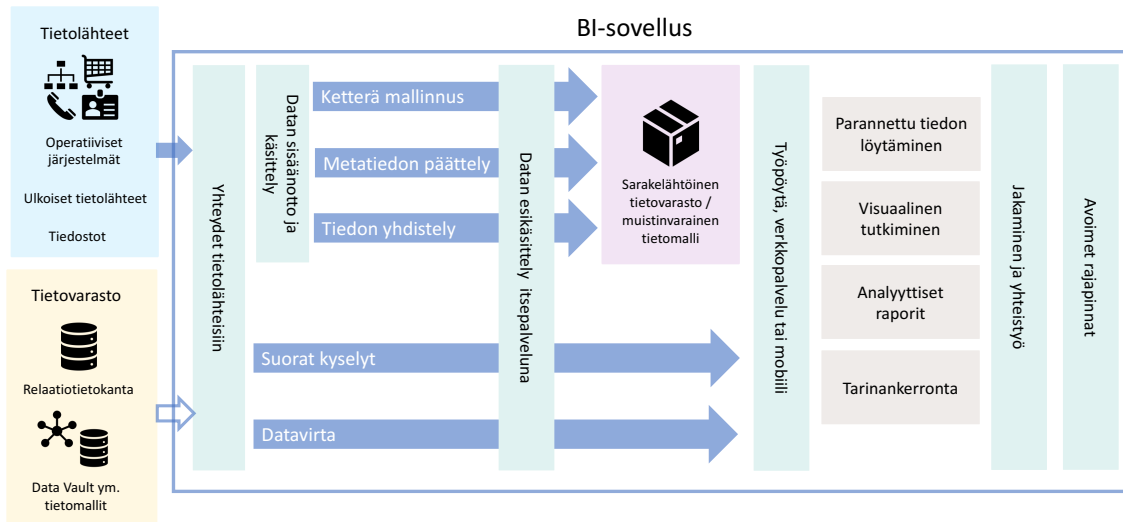 BI-sovellus
Tietolähteet
Operatiiviset
järjestelmät
Ulkoiset tietolähteet
Tiedostot
Tietovarasto
Relaatiotietokanta
Data Vault ym.
tietomallit
Yhteydet tietolähteisiin
Datan sisäänotto ja
käsittely
Ketterä mallinnus
Metatiedon päättely
Tiedon yhdistely
Suorat kyselyt
Datavirta
Datan esikäsittely itsepalveluna
Sarakelähtöinen
tietovarasto /
muistinvarainen
tietomalli
Työpöytä, verkkopalvelu tai mobiili
Parannettu tiedon
löytäminen
Visuaalinen
tutkiminen
Analyyttiset
raporit
Tarinankerronta
Jakaminen ja yhteistyö
Avoimet rajapinnat